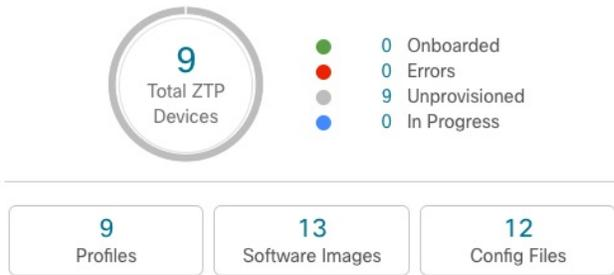 9
Total ZTP
Devices
0 Onboarded
0 Errors
9 Unprovisioned
0 In Progress
9
Profiles
13
Software Images
12
Config Files